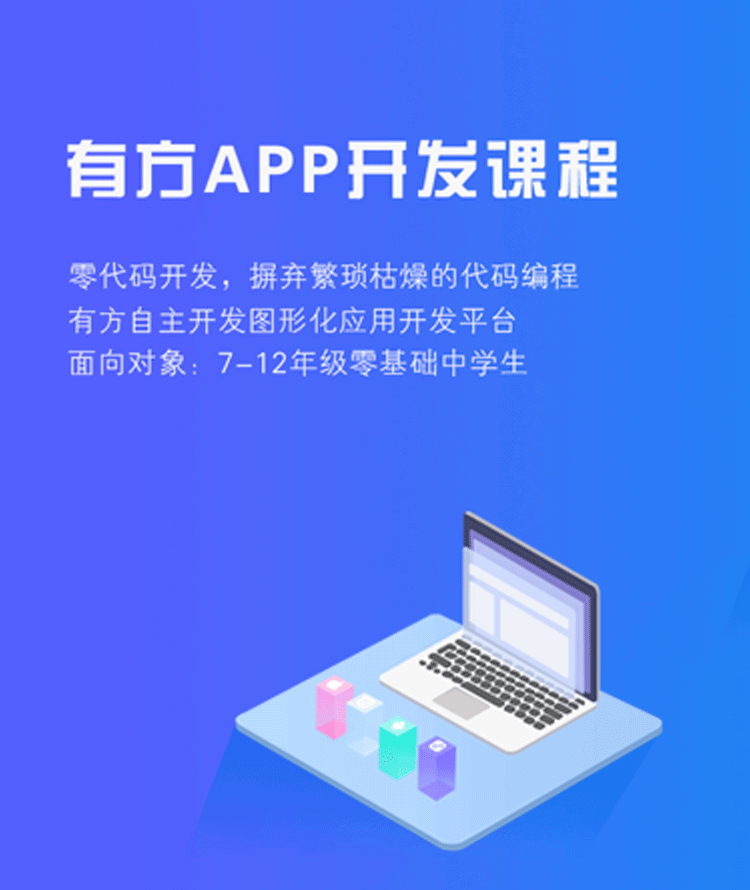 有方APP开发课程
零代码开发，摒弃繁琐枯燥的代码编程
有方自主开发图形化应用开发平台
面向对象：7-12年级零基础中学生